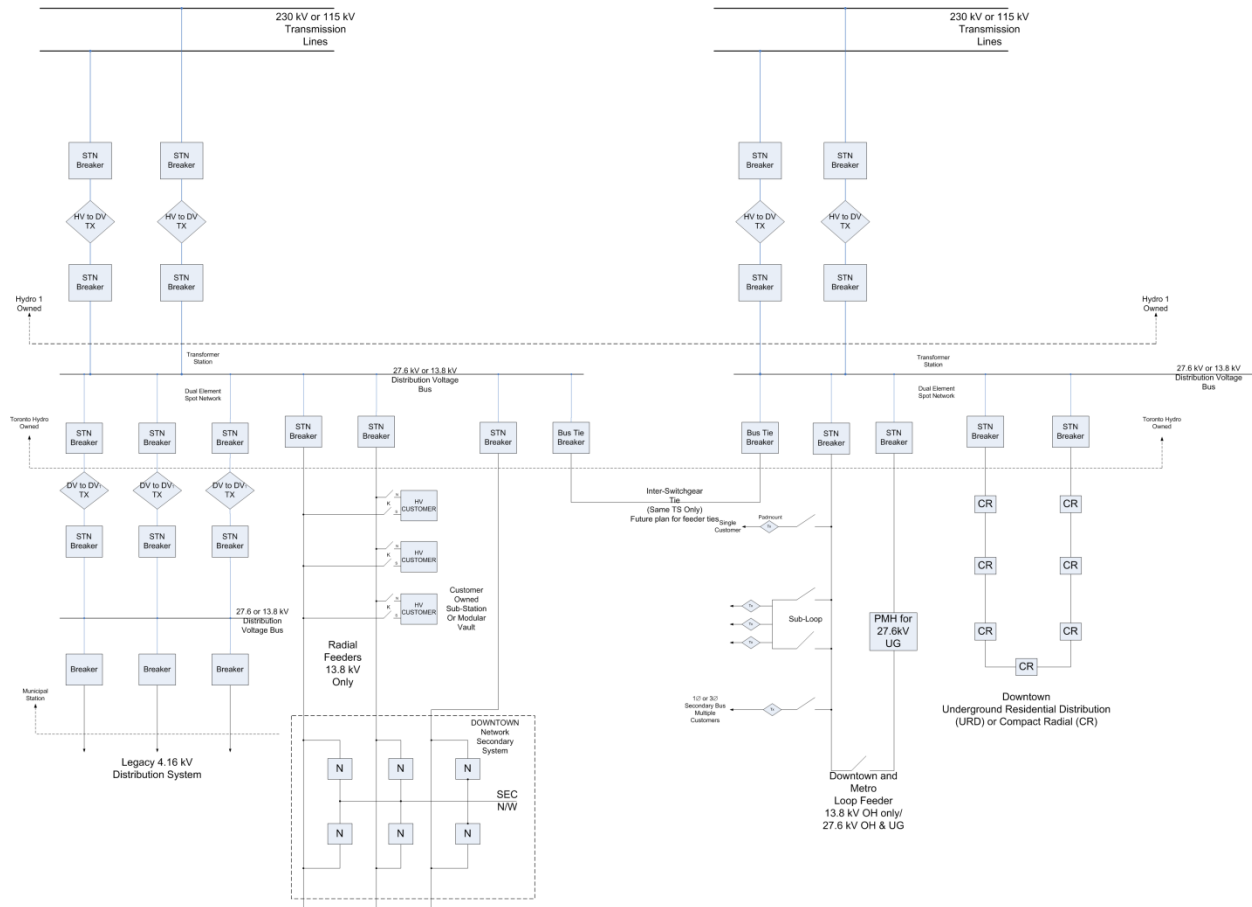 230 kV or 115 kV
Transmission
Lines
230 kV or 115 kV
Transmission
Lines
STN
Breaker
STN
Breaker
STN
Breaker
STN
Breaker
HV to DV
TX
HV to DV
TX
HV to DV
TX
HV to DV
TX
STN
Breaker
STN
Breaker
STN
Breaker
STN
Breaker
Hydro 1
Owned
Hydro 1
Owned
Transformer
Station
Transformer
Station
27.6 kV or 13.8 kV
Distribution Voltage
Bus
27.6 kV or 13.8 kV
Distribution Voltage
Bus
Dual Element
Spot Network
Dual Element
Spot Network
Toronto Hydro
Owned
Toronto Hydro
Owned
STN
Breaker
STN
Breaker
STN
Breaker
STN
Breaker
STN
Breaker
STN
Breaker
Bus Tie
Breaker
Bus Tie
Breaker
STN
Breaker
STN
Breaker
STN
Breaker
STN
Breaker
DV to DV1
TX
DV to DV1
TX
DV to DV1
TX
STN
Breaker
STN
Breaker
STN
Breaker
N
K
S
HV
CUSTOMER
N
K
S
HV
CUSTOMER
N
K
S
HV
CUSTOMER
Customer
Owned
Sub-Station
Or Modular
Vault
Inter-Switchgear
Tie
(Same TS Only)
Future plan for feeder ties
Single
Customer
Padmount
Tx
Tx
Tx
Tx
Sub-Loop
PMH for
27.6kV
UG
CR
CR
CR
CR
CR
CR
CR
27.6 or 13.8 kV
Distribution
Voltage Bus
Breaker
Breaker
Breaker
Radial
Feeders
13.8 kV
Only
Municipal
Station
Legacy 4.16 kV
Distribution System
DOWNTOWN
Network
Secondary
System
N
N
N
SEC
N/W
N
N
N
1∅ or 3∅
Secondary Bus
Multiple
Customers
Tx
Downtown and
Metro
Loop Feeder
13.8 kV OH only/
27.6 kV OH & UG
Downtown
Underground Residential Distribution
(URD) or Compact Radial (CR)